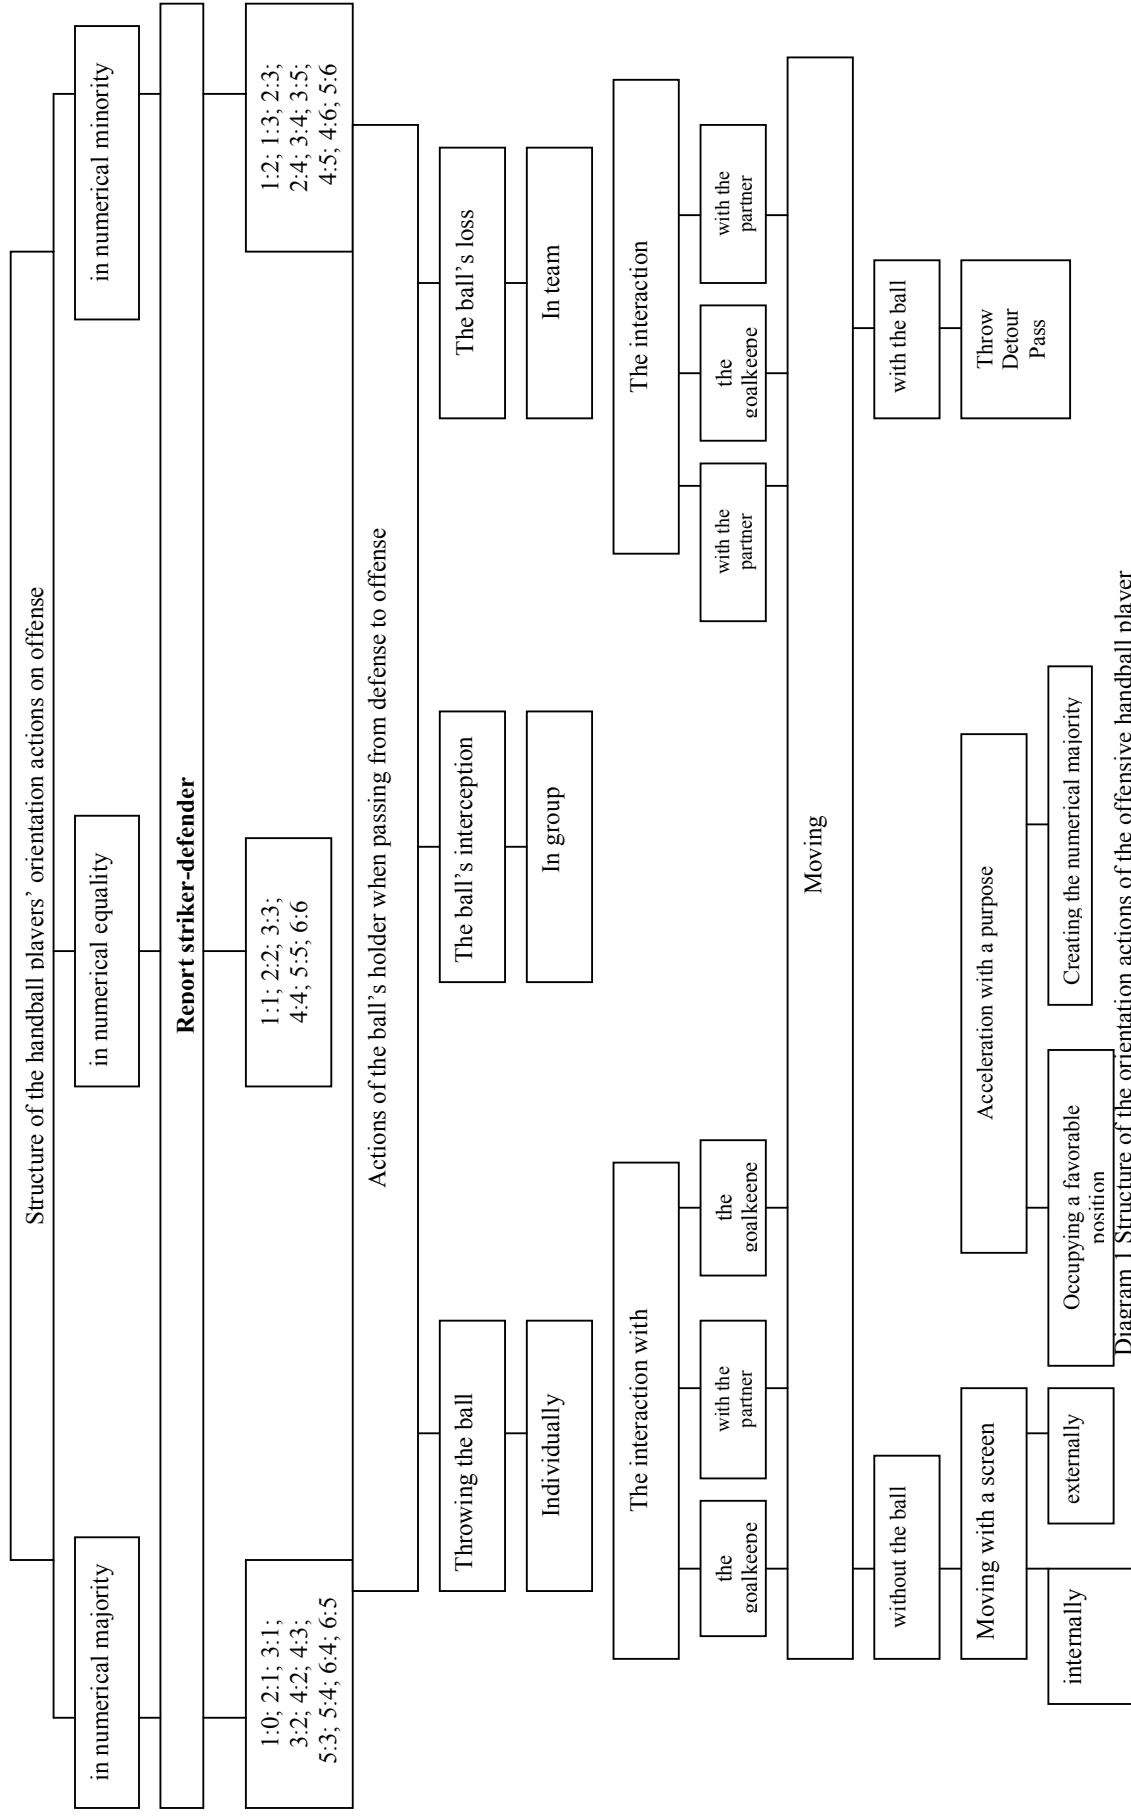 Structure of the handball players' orientation actions on offense
in numerical majority
in numerical equality
in numerical minority
Report striker-defender
1:0; 2:1; 3:1;
3:2; 4:2; 4:3;
5:3; 5:4; 6:4; 6:5
1:1; 2:2; 3:3;
4:4; 5:5; 6:6
1:2; 1:3; 2:3;
2:4; 3:4; 3:5;
4:5; 4:6; 5:6
Actions of the ball's holder when passing from defense to offense
Throwing the ball
The ball's interception
The ball's loss
Individually
In group
In team
The interaction with
The interaction
the
goalkeepe
with the
partner
the
goalkeepe
with the
partner
the
goalkeepe
with the
partner
Moving
without the ball
with the ball
Moving with a screen
Acceleration with a purpose
Throw
Detour
Pass
internally
externally
Occupying a favorable
position
Creating the numerical majority
Diagram 1 Structure of the orientation actions of the offensive handball player